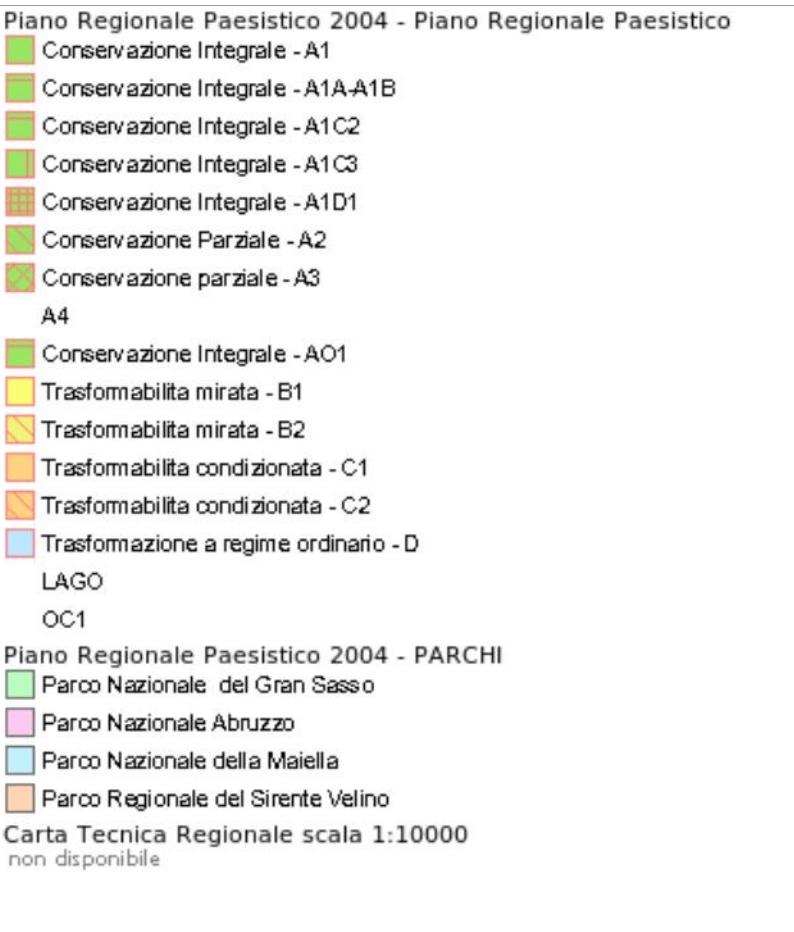 Piano Regionale Paesistico 2004 - Piano Regionale Paesistico
Conservazione Integrale - A1
Conservazione Integrale - A1A-A1B
Conservazione Integrale - A1C2
Conservazione Integrale - A1C3
Conservazione Integrale - A1D1
Conservazione Parziale - A2
Conservazione parziale - A3
A4
Conservazione Integrale - AO1
Trasformabilita mirata - B1
Trasformabilita mirata - B2
Trasformabilita condizionata - C1
Trasformabilita condizionata - C2
Trasformazione a regime ordinario - D
LAGO
OC1
Piano Regionale Paesistico 2004 - PARCHI
Parco Nazionale del Gran Sasso
Parco Nazionale Abruzzo
Parco Nazionale della Maiella
Parco Regionale del Sirente Velino
Carta Tecnica Regionale scala 1:10000
non disponibile